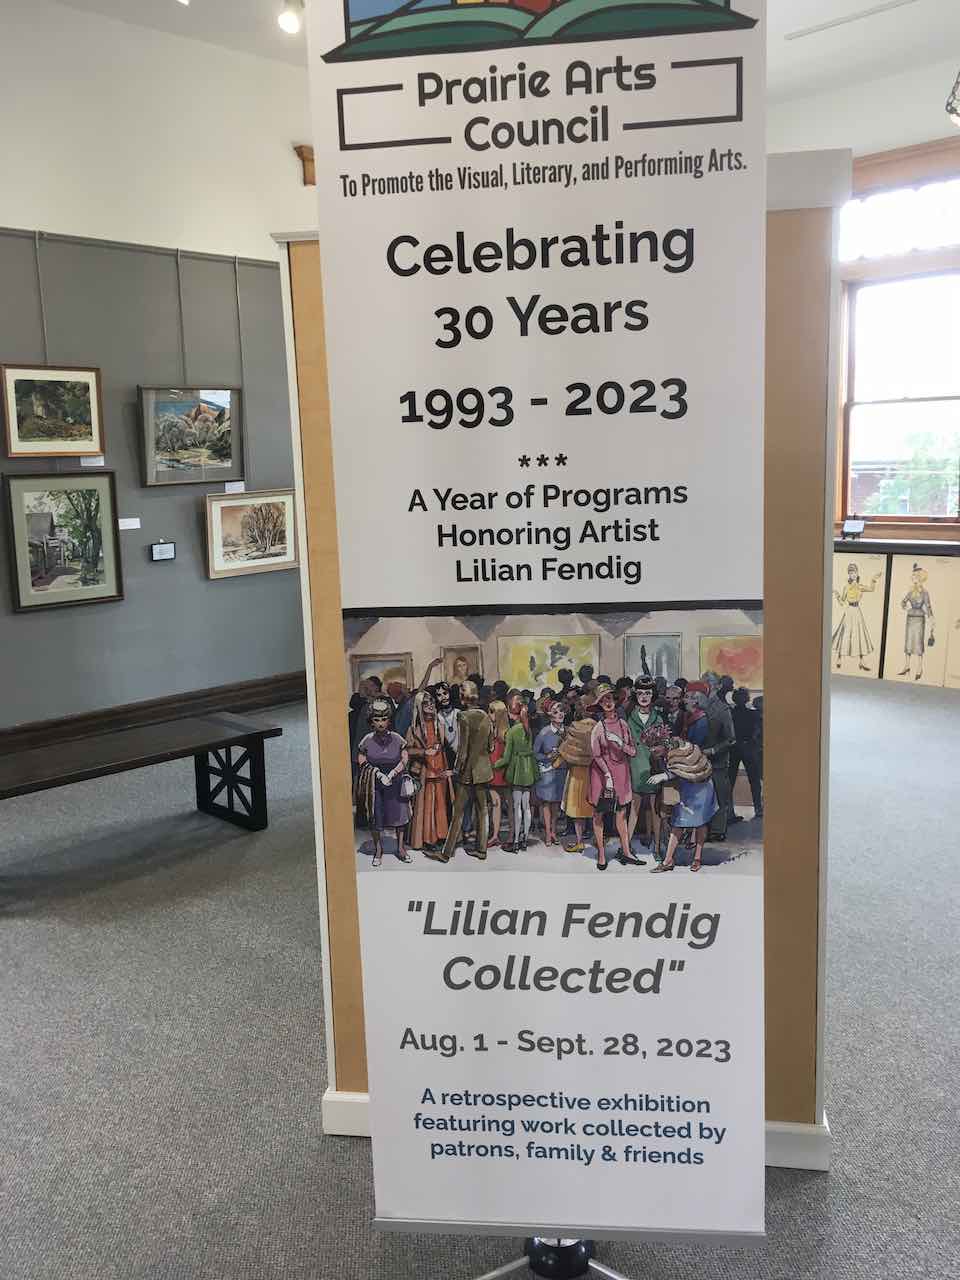 Prairie Arts
Council
To Promote the Visual, Literary, and Performing Arts.
Celebrating
30 Years
1993 - 2023
***
A Year of Programs
Honoring Artist
Lilian Fendig
"Lilian Fendig
Collected"
Aug. 1 - Sept. 28, 2023
A retrospective exhibition
featuring work collected by
patrons, family & friends